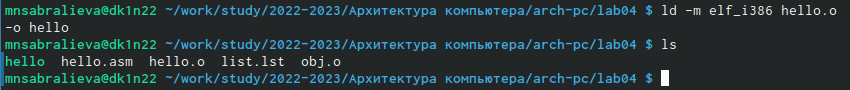 mnsabralieva@dk1n22 ~/work/study/2022-2023/Архитектура компьютера/arch-pc/lab04 $ ld -m elf_i386 hello.o
-o hello
mnsabralieva@dk1n22 ~/work/study/2022-2023/Архитектура компьютера/arch-pc/lab04 $ ls
hello  hello.asm  hello.o  list.lst  obj.o
mnsabralieva@dk1n22 ~/work/study/2022-2023/Архитектура компьютера/arch-pc/lab04 $